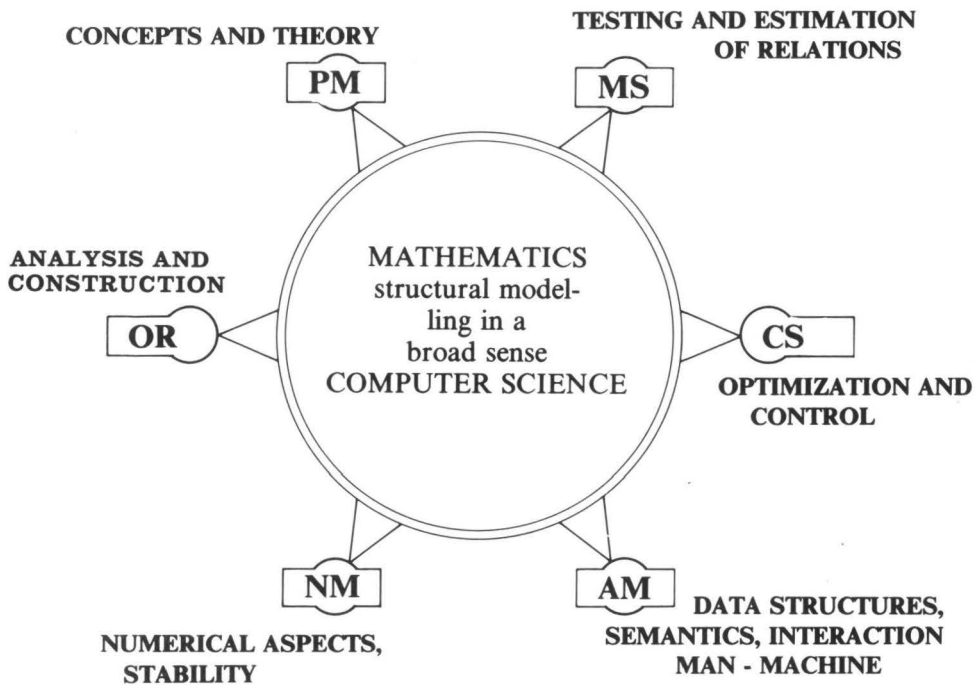 CONCEPTS AND THEORY
PM
TESTING AND ESTIMATION
OF RELATIONS
MS
ANALYSIS AND
CONSTRUCTION
OR
MATHEMATICS
structural model-
ling in a
broad sense
COMPUTER SCIENCE
CS
OPTIMIZATION AND
CONTROL
NM
NUMERICAL ASPECTS,
STABILITY
AM
DATA STRUCTURES,
SEMANTICS, INTERACTION
MAN - MACHINE